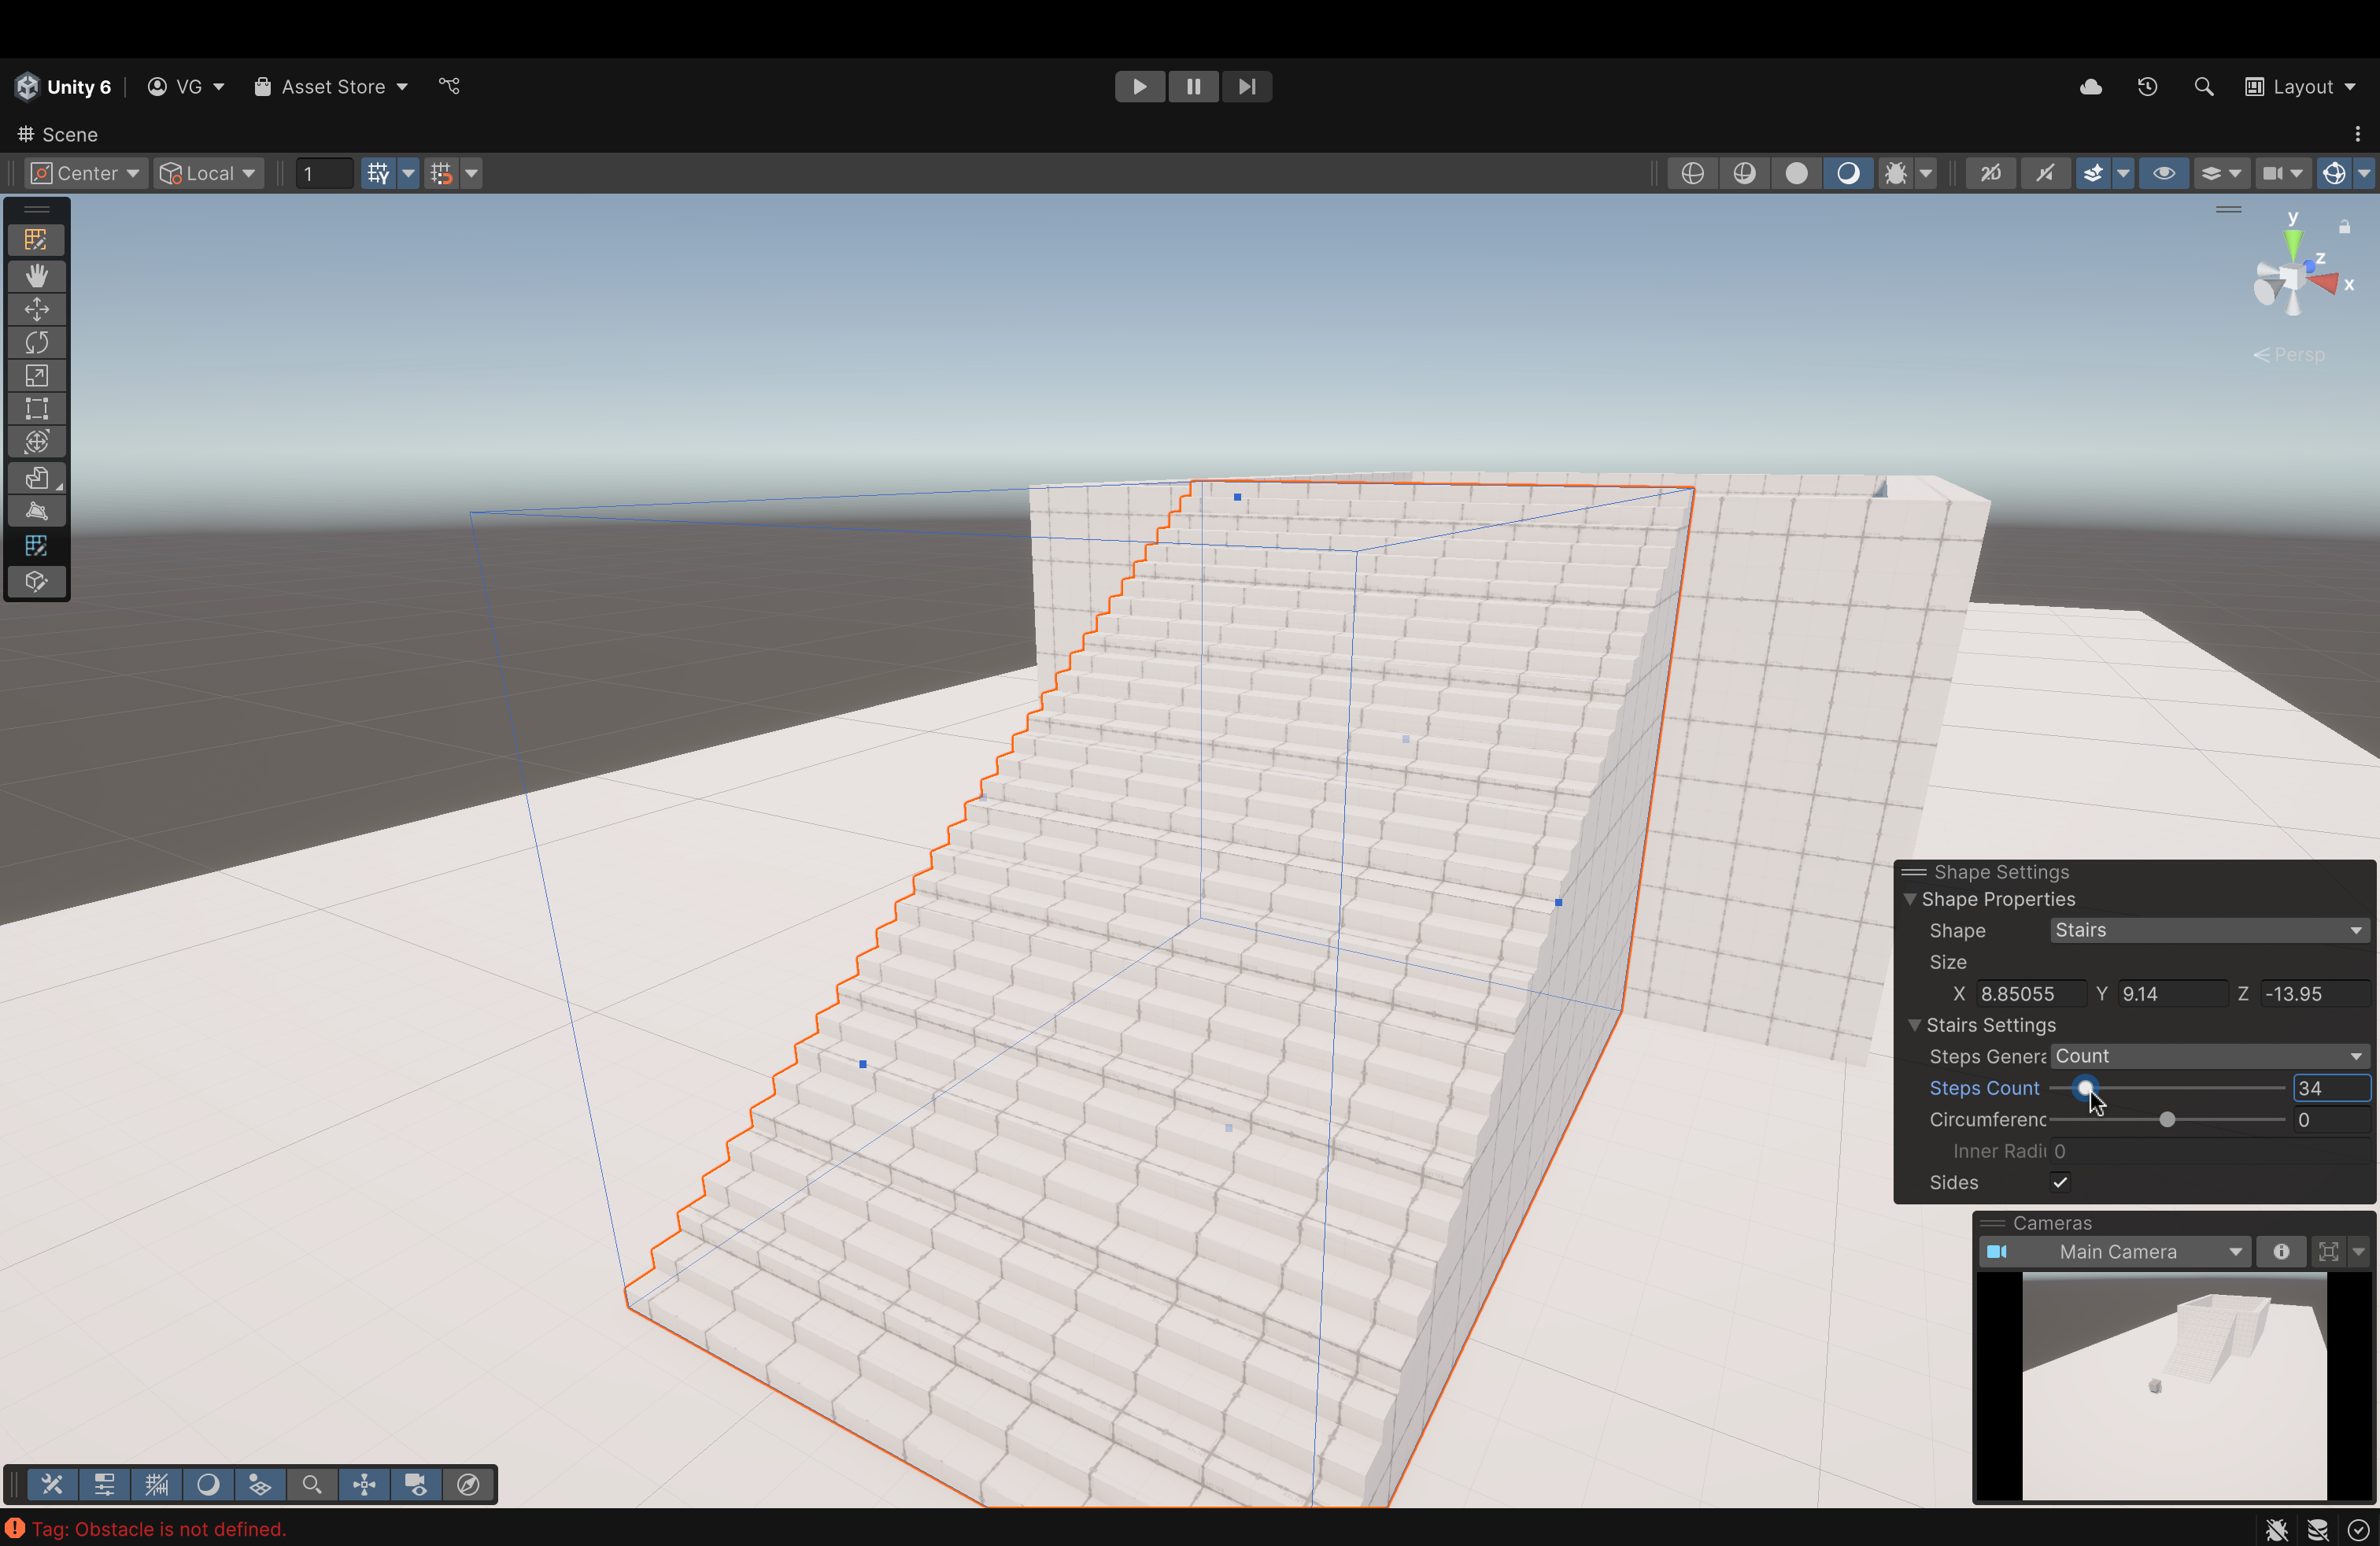 Unity 6 VG Asset Store Layout
Scene
Center Local 1 2D
y
z
x
Persp
Shape Settings
Shape Properties
Shape Stairs
Size
X 8.85055 Y 9.14 Z -13.95
Stairs Settings
Steps Genera Count
Steps Count 34
Circumferenc 0
Inner Radiu 0
Sides
Cameras
Main Camera
Tag: Obstacle is not defined.